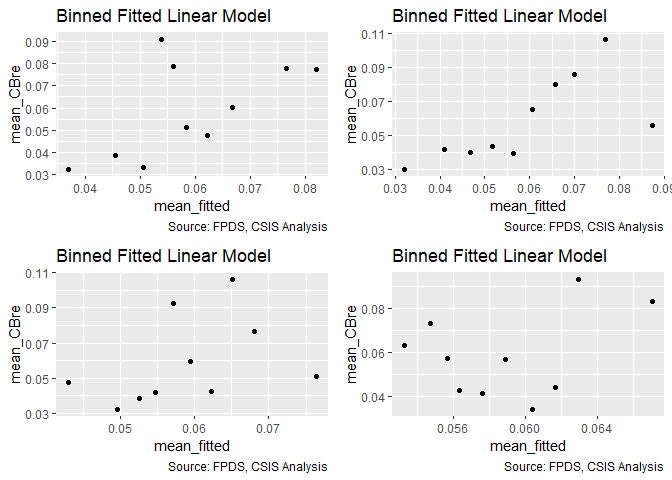 Binned Fitted Linear Model
0.09
0.08
0.07
0.06
0.05
0.04
0.03
mean_CBre
0.04 0.05 0.06 0.07 0.08
mean_fitted
Source: FPDS, CSIS Analysis
Binned Fitted Linear Model
0.11
0.09
0.07
0.05
0.03
mean_CBre
0.03 0.04 0.05 0.06 0.07 0.08 0.09
mean_fitted
Source: FPDS, CSIS Analysis
Binned Fitted Linear Model
0.11
0.09
0.07
0.05
0.03
mean_CBre
0.05 0.06 0.07
mean_fitted
Source: FPDS, CSIS Analysis
Binned Fitted Linear Model
0.08
0.06
0.04
mean_CBre
0.056 0.060 0.064
mean_fitted
Source: FPDS, CSIS Analysis